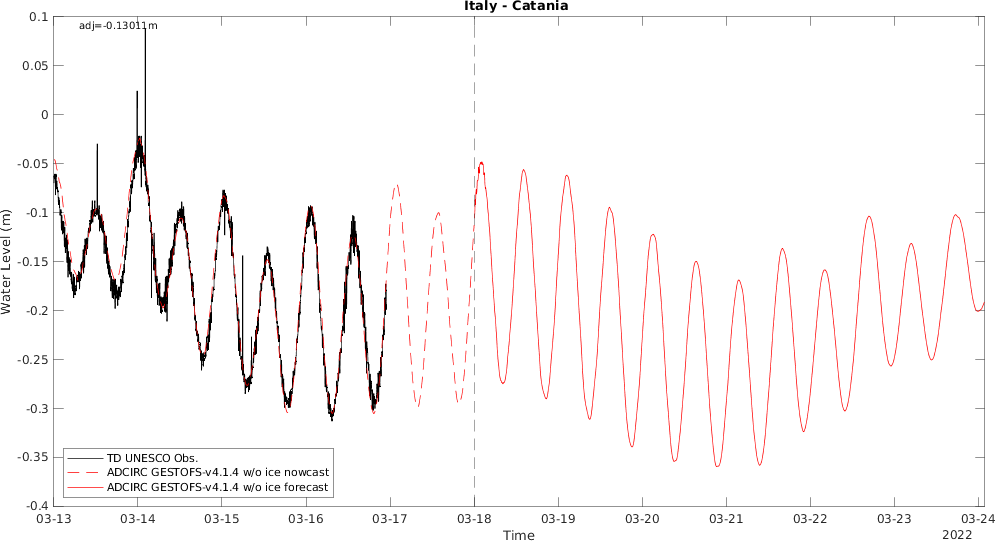 Italy - Catania
adj=-0.13011m
0.1
0.05
0
-0.05
-0.1
-0.15
-0.2
-0.25
-0.3
-0.35
-0.4
Water Level (m)
TD UNESCO Obs.
ADCIRC GESTOFS-v4.1.4 w/o ice nowcast
ADCIRC GESTOFS-v4.1.4 w/o ice forecast
03-13 03-14 03-15 03-16 03-17 03-18 03-19 03-20 03-21 03-22 03-23 03-24
Time
2022